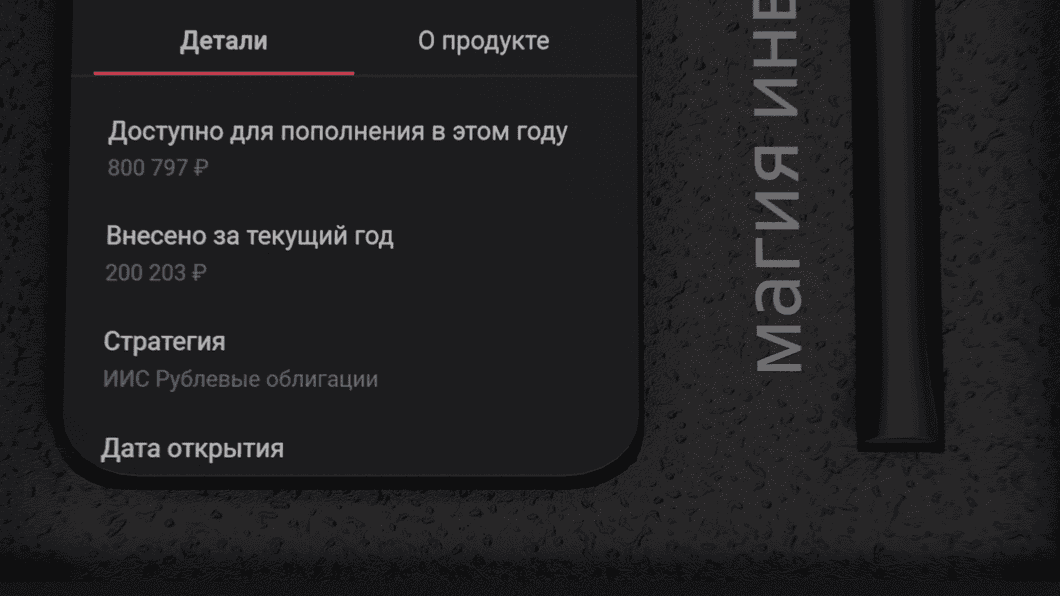 Детали
О продукте
Доступно для пополнения в этом году
800 797 ₽
Внесено за текущий год
200 203 ₽
Стратегия
ИИС Рублевые облигации
Дата открытия
магия инв